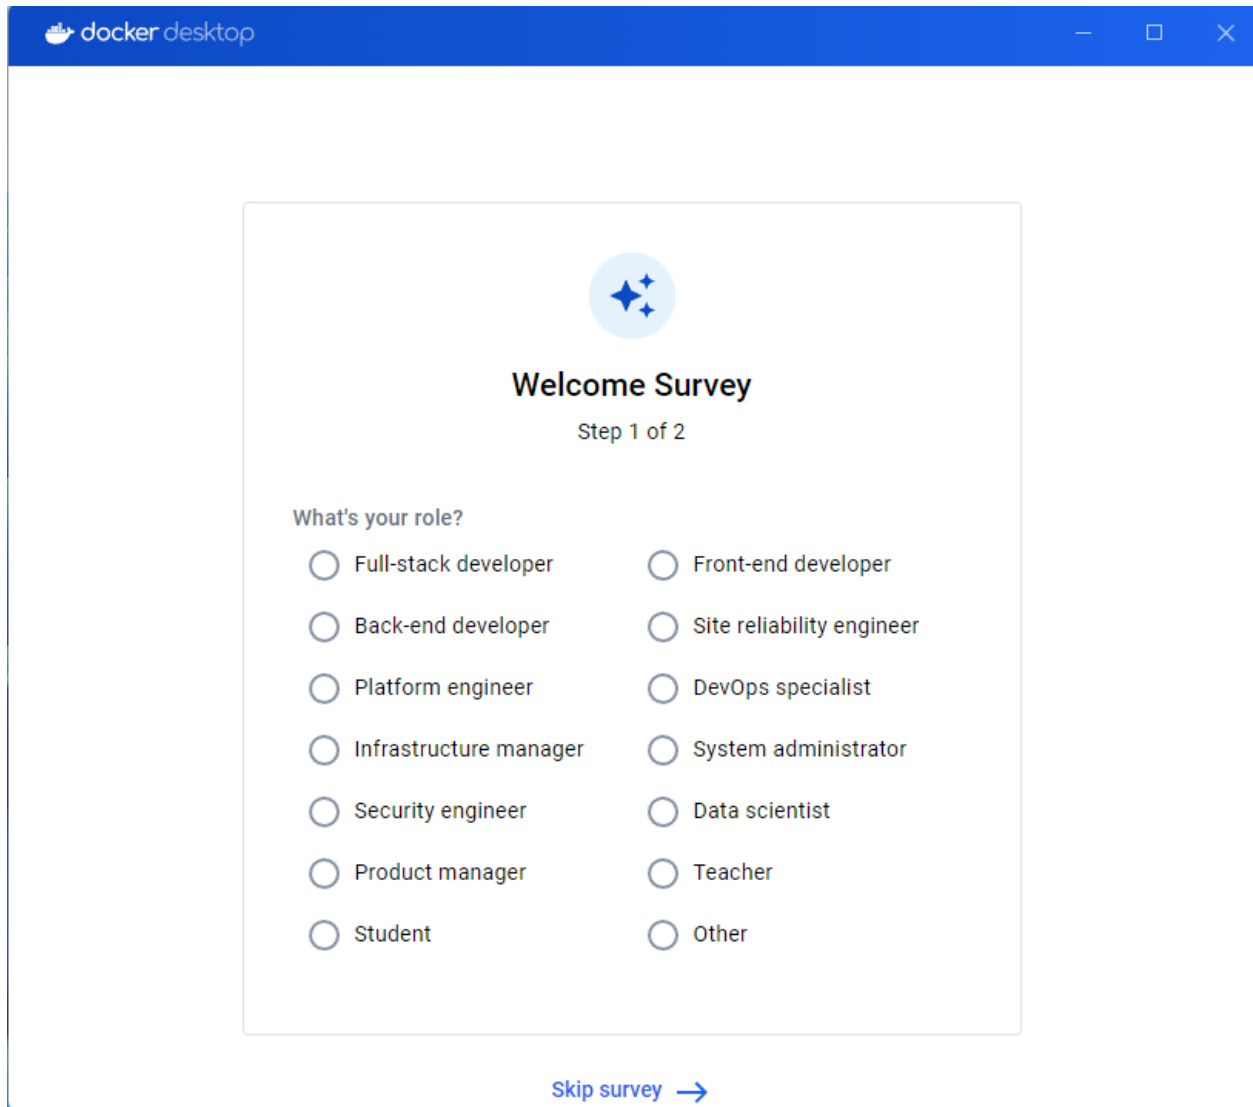 docker desktop
Welcome Survey
Step 1 of 2
What's your role?
Full-stack developer
Front-end developer
Back-end developer
Site reliability engineer
Platform engineer
DevOps specialist
Infrastructure manager
System administrator
Security engineer
Data scientist
Product manager
Teacher
Student
Other
Skip survey